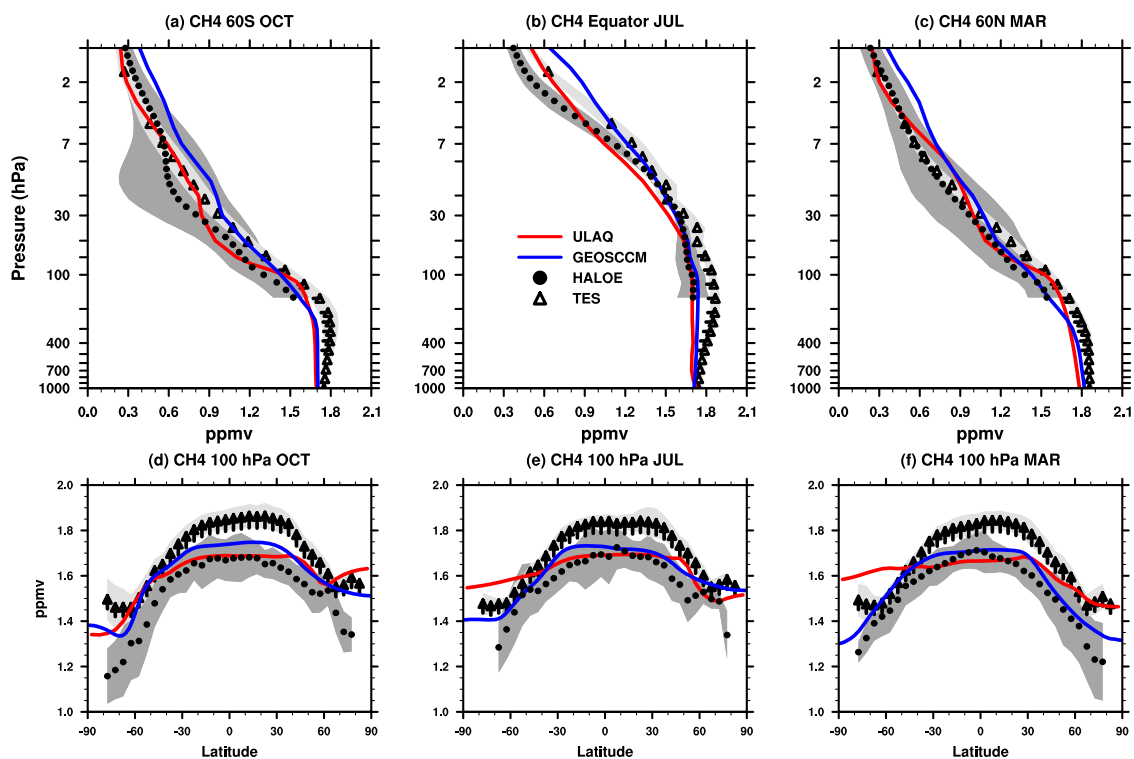 (a) CH4 60S OCT
(b) CH4 Equator JUL
(c) CH4 60N MAR
Pressure (hPa)
2
7
30
100
400
700
1000
2
7
30
100
400
700
1000
2
7
30
100
400
700
1000
ULAQ
GEOSCCM
HALOE
TES
0.0 0.3 0.6 0.9 1.2 1.5 1.8 2.1
0.0 0.3 0.6 0.9 1.2 1.5 1.8 2.1
0.0 0.3 0.6 0.9 1.2 1.5 1.8 2.1
ppmv
ppmv
ppmv
(d) CH4 100 hPa OCT
(e) CH4 100 hPa JUL
(f) CH4 100 hPa MAR
ppmv
2.0
1.8
1.6
1.4
1.2
1.0
2.0
1.8
1.6
1.4
1.2
1.0
2.0
1.8
1.6
1.4
1.2
1.0
-90 -60 -30 0 30 60 90
-90 -60 -30 0 30 60 90
-90 -60 -30 0 30 60 90
Latitude
Latitude
Latitude